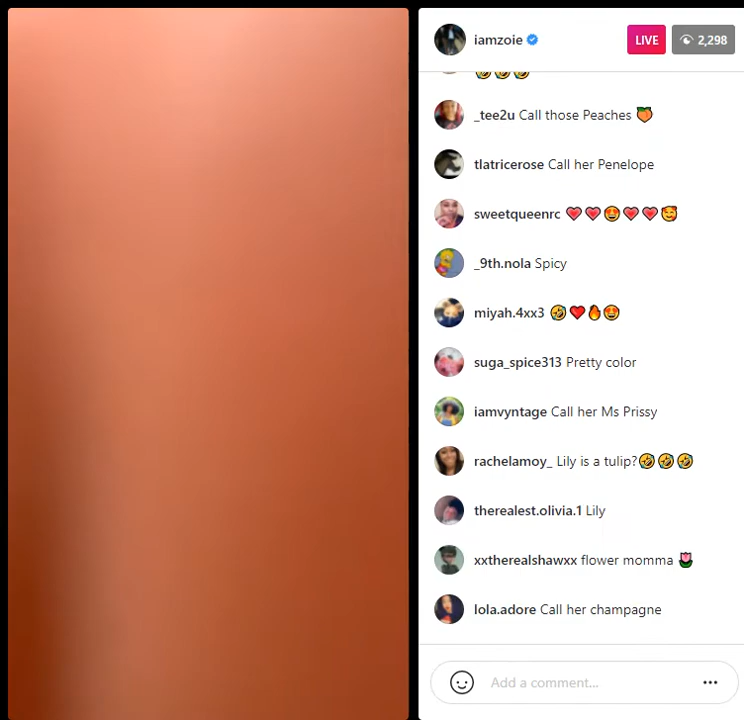 iamzoie
LIVE
2,298
🤣🤣🤣
_tee2u Call those Peaches 🍑
tlatricerose Call her Penelope
sweetqueenrc 💗💗😍💗💗🥰
_9th.nola Spicy
miyah.4xx3 🤣❤️🔥😍
suga_spice313 Pretty color
iamvyntage Call her Ms Prissy
rachelamoy_ Lily is a tulip?🤣🤣🤣
therealest.olivia.1 Lily
xxtherealshawxx flower momma 🌷
lola.adore Call her champagne
Add a comment...